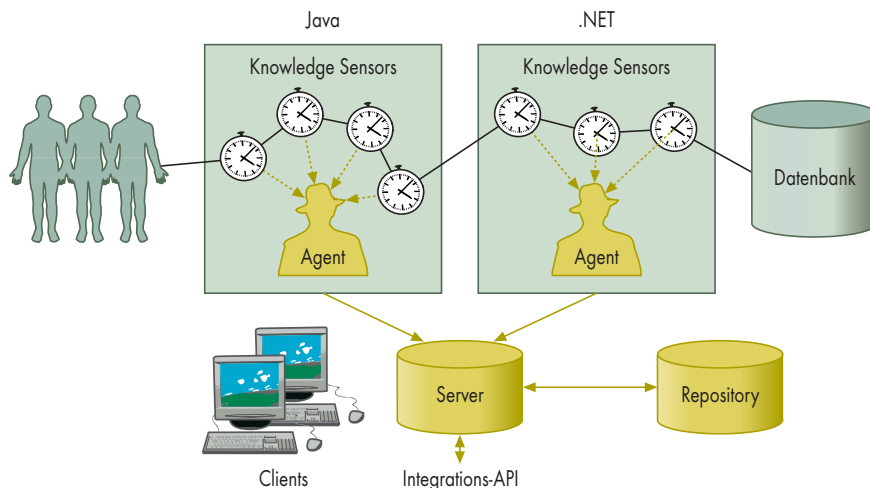 Java
.NET
Knowledge Sensors
Knowledge Sensors
Datenbank
Agent
Agent
Server
Repository
Clients
Integrations-API